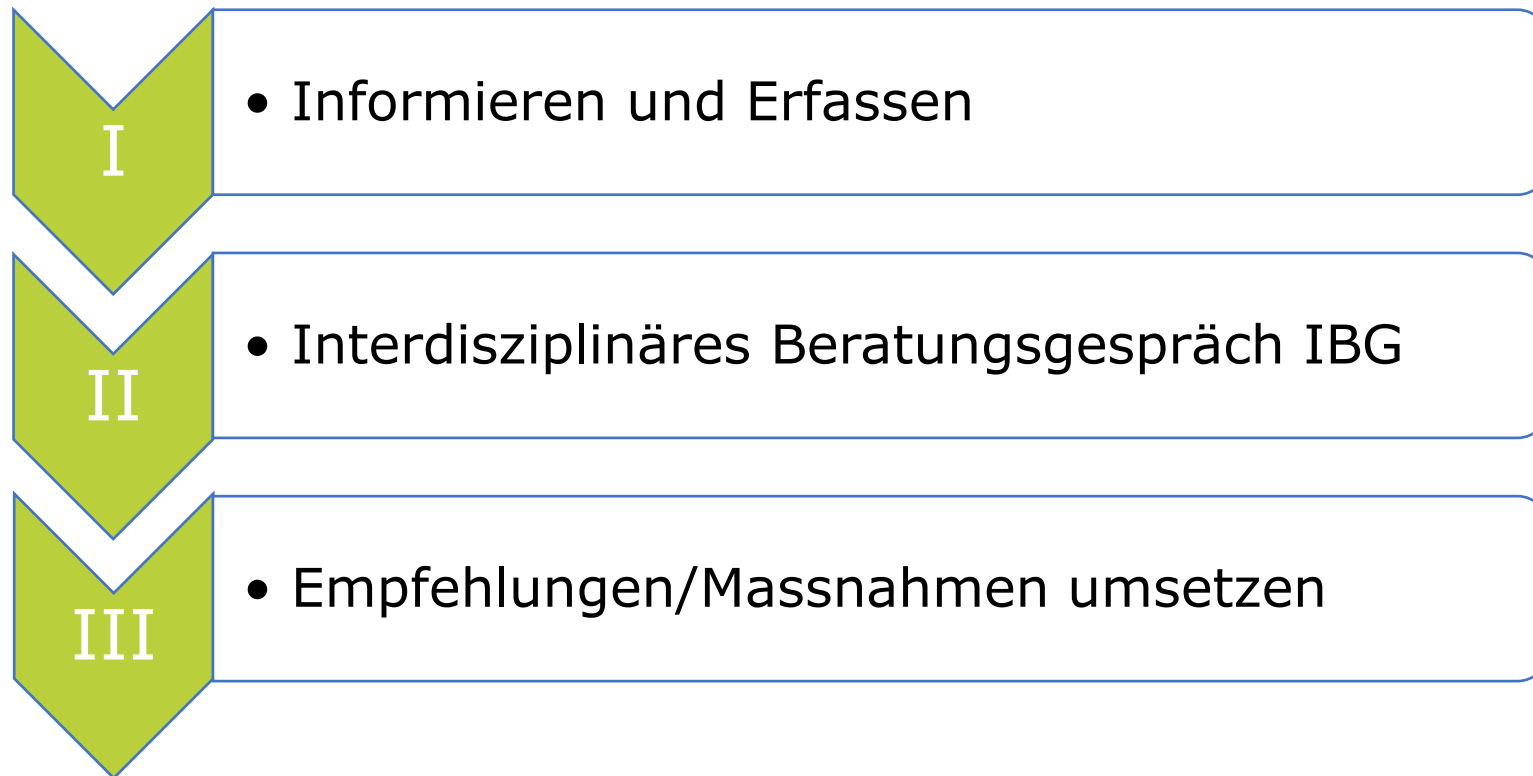 I
• Informieren und Erfassen
II
• Interdisziplinäres Beratungsgespräch IBG
III
• Empfehlungen/Massnahmen umsetzen